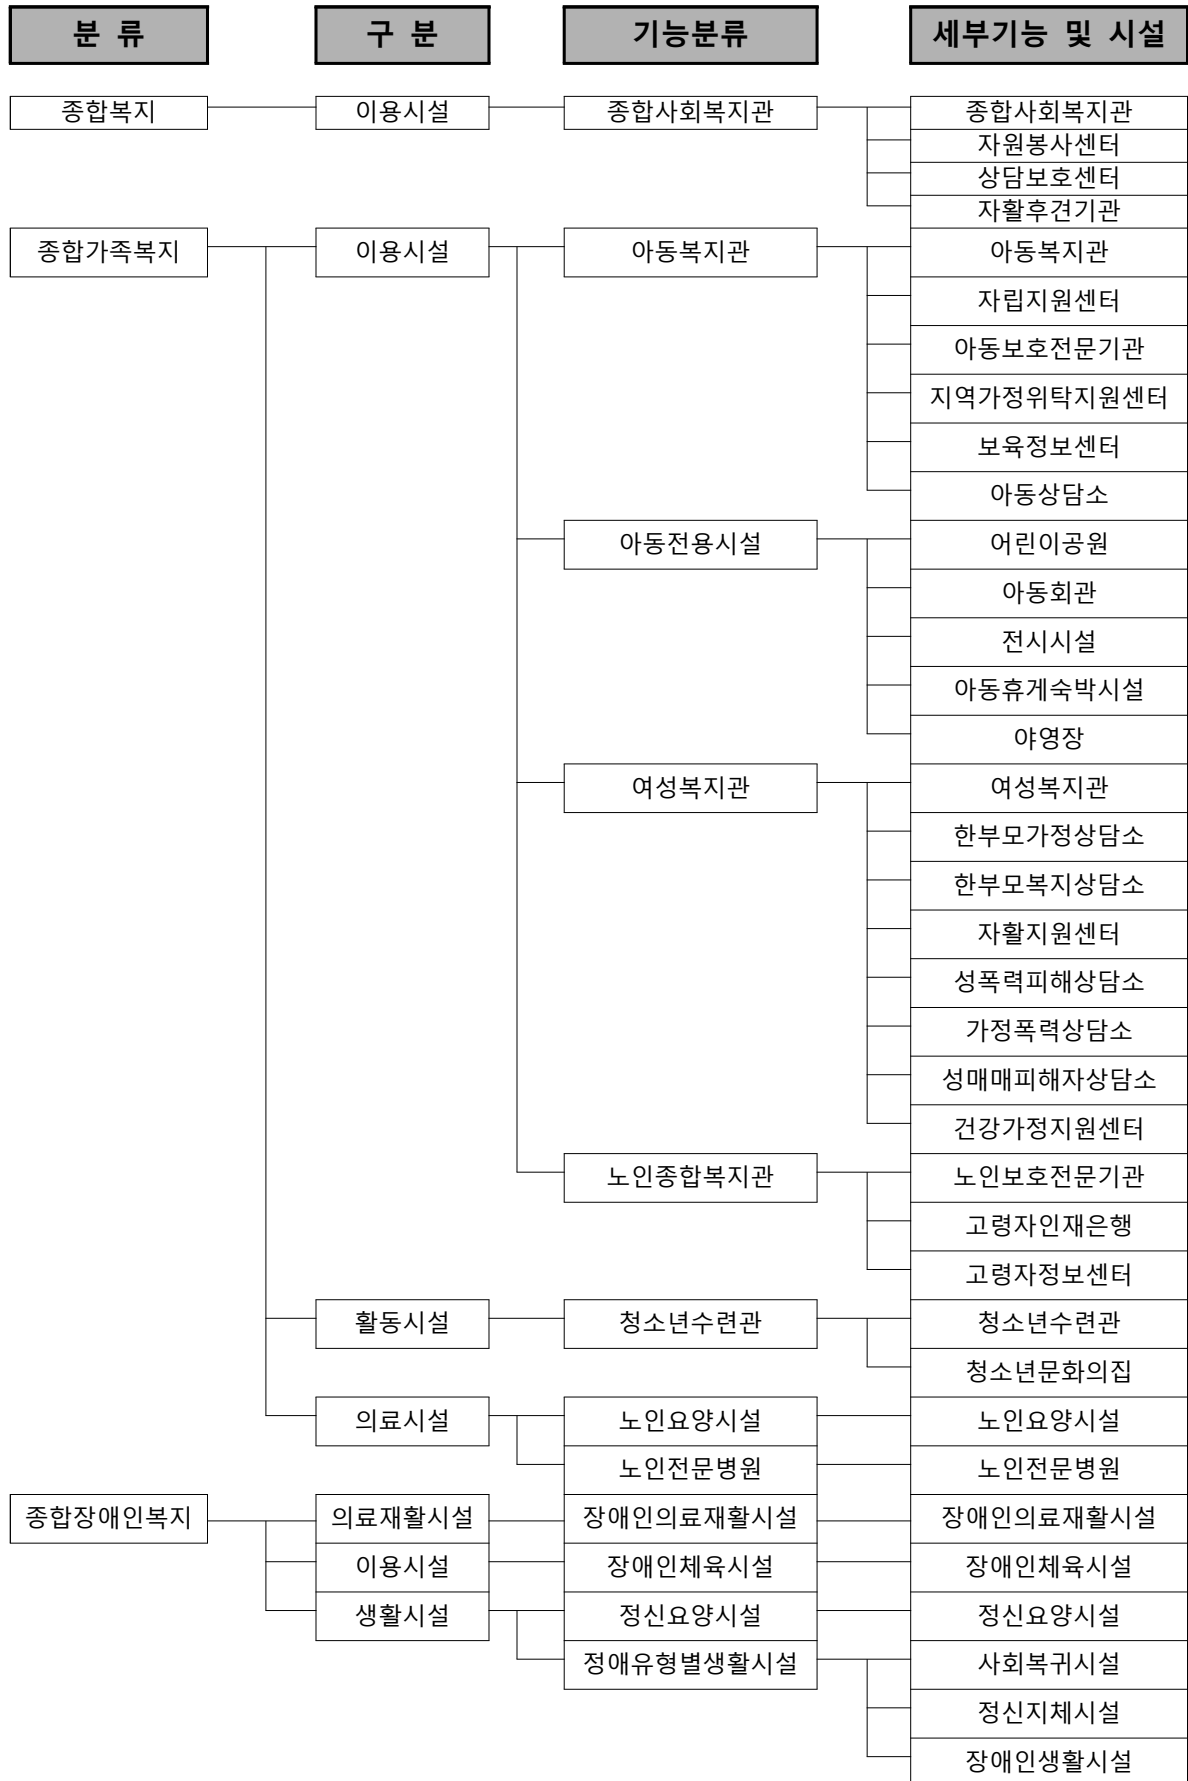 분 류 구 분 기능분류 세부기능 및 시설
종합복지 이용시설 종합사회복지관 종합사회복지관
자원봉사센터
상담보호센터
자활후견기관
종합가족복지 이용시설 아동복지관 아동복지관
자립지원센터
아동보호전문기관
지역가정위탁지원센터
보육정보센터
아동상담소
아동전용시설 어린이공원
아동회관
전시시설
아동휴게숙박시설
야영장
여성복지관 여성복지관
한부모가정상담소
한부모복지상담소
자활지원센터
성폭력피해상담소
가정폭력상담소
성매매피해자상담소
건강가정지원센터
노인종합복지관 노인보호전문기관
고령자인재은행
고령자정보센터
활동시설 청소년수련관 청소년수련관
청소년문화의집
의료시설 노인요양시설 노인요양시설
노인전문병원 노인전문병원
종합장애인복지 의료재활시설 장애인의료재활시설 장애인의료재활시설
이용시설 장애인체육시설 장애인체육시설
생활시설 정신요양시설 정신요양시설
정애유형별생활시설 사회복귀시설
정신지체시설
장애인생활시설